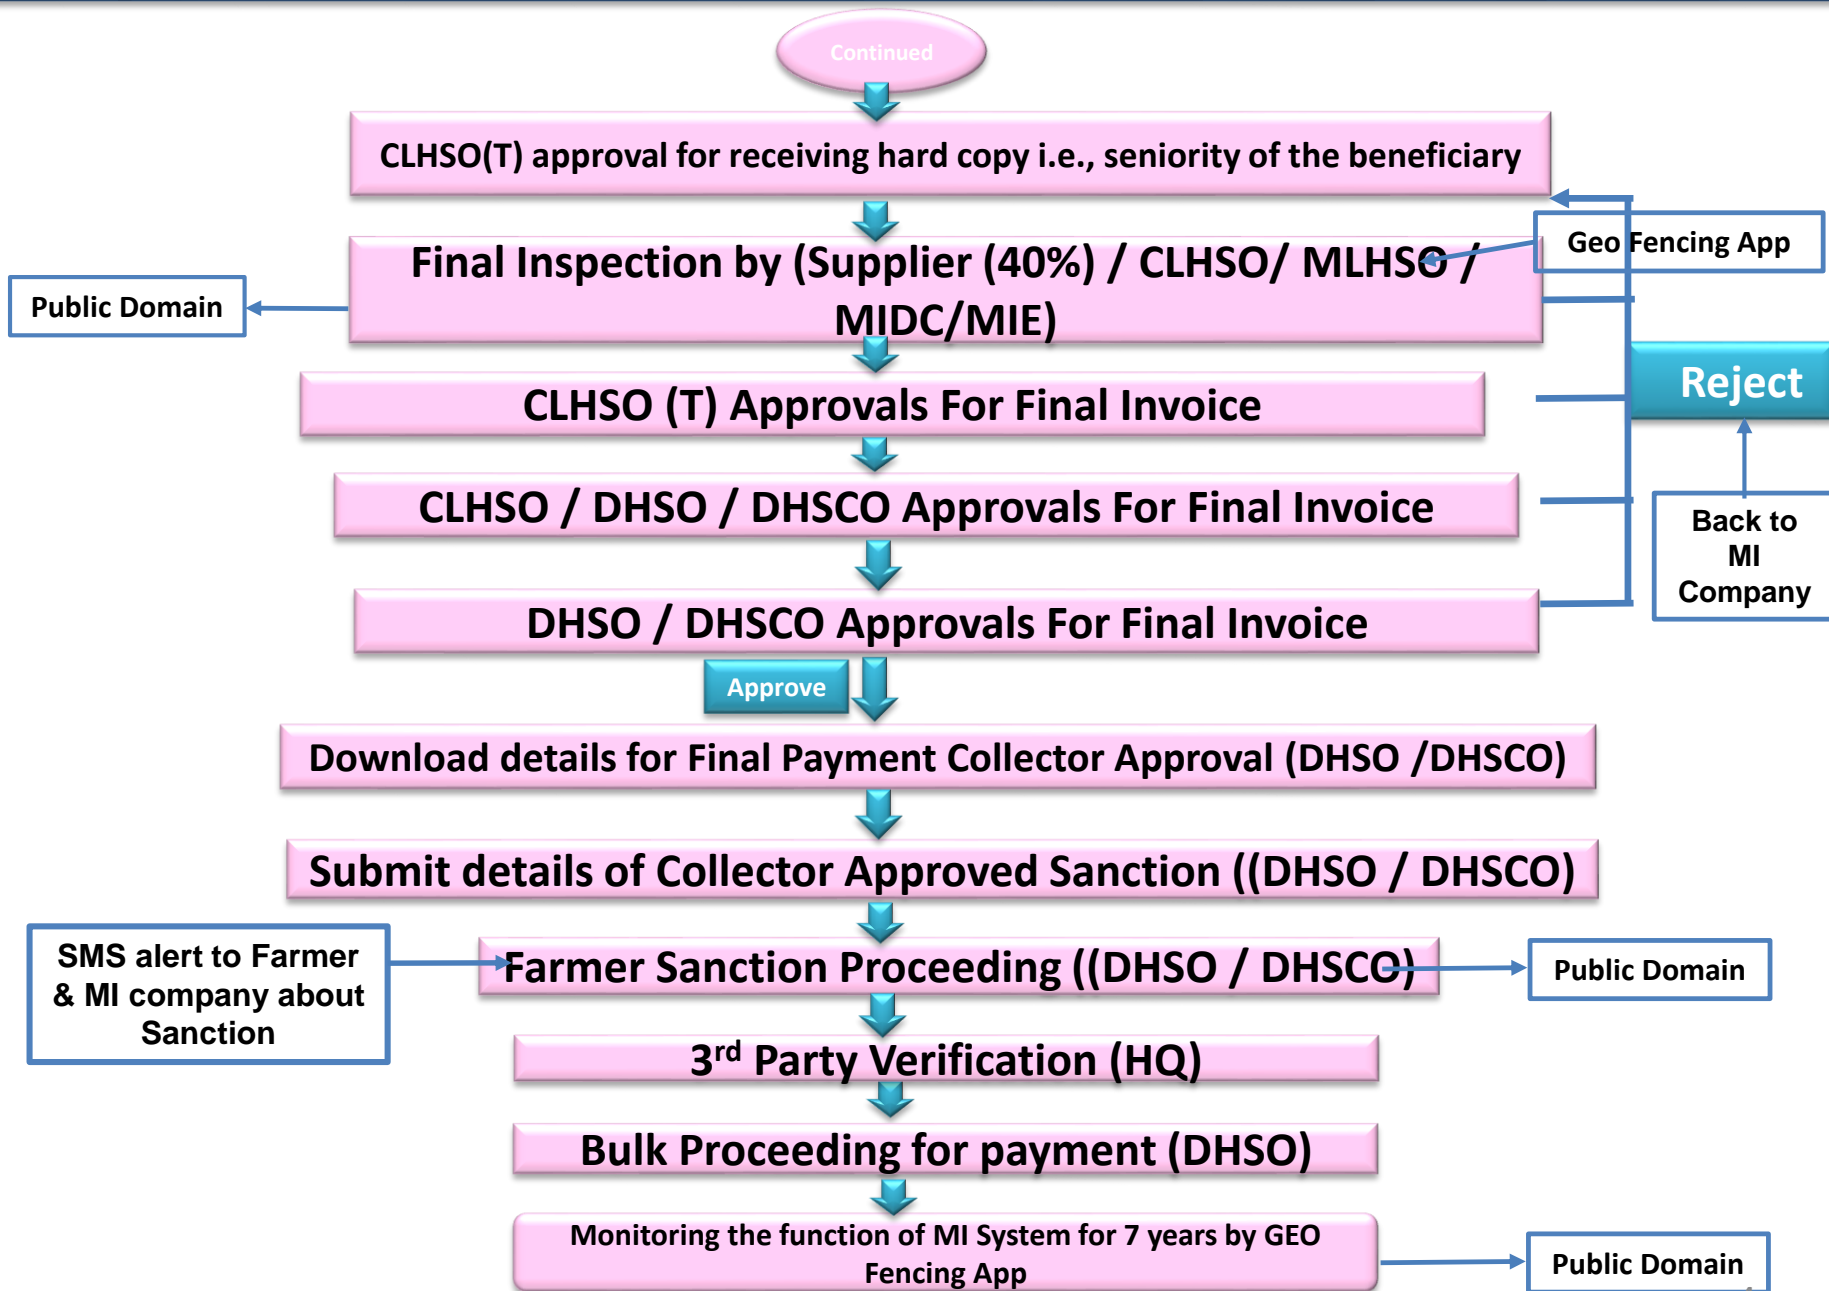 Continued
CLHSO(T) approval for receiving hard copy i.e., seniority of the beneficiary
Geo Fencing App
Final Inspection by (Supplier (40%) / CLHSO/ MLHSO /
MIDC/MIE)
Public Domain
Reject
CLHSO (T) Approvals For Final Invoice
CLHSO / DHSO / DHSCO Approvals For Final Invoice
Back to
MI
Company
DHSO / DHSCO Approvals For Final Invoice
Approve
Download details for Final Payment Collector Approval (DHSO /DHSCO)
Submit details of Collector Approved Sanction ((DHSO / DHSCO)
SMS alert to Farmer
& MI company about
Sanction
Farmer Sanction Proceeding ((DHSO / DHSCO)
Public Domain
3rd Party Verification (HQ)
Bulk Proceeding for payment (DHSO)
Monitoring the function of MI System for 7 years by GEO
Fencing App
Public Domain